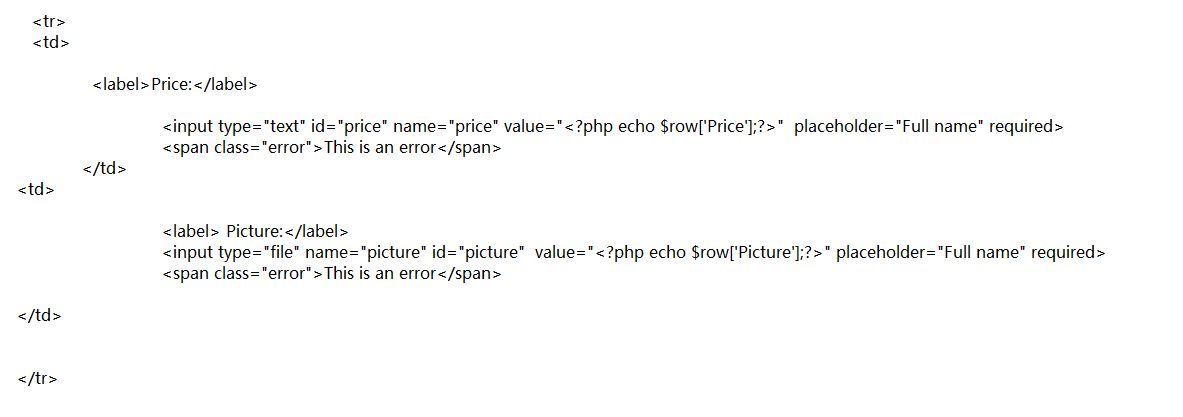 <tr>
<td>
<label>Price:</label>
<input type="text" id="price" name="price" value="<?php echo $row['Price'];?>"  placeholder="Full name" required>
<span class="error">This is an error</span>
</td>
<td>
<label> Picture:</label>
<input type="file" name="picture" id="picture"  value="<?php echo $row['Picture'];?>" placeholder="Full name" required>
<span class="error">This is an error</span>
</td>
</tr>